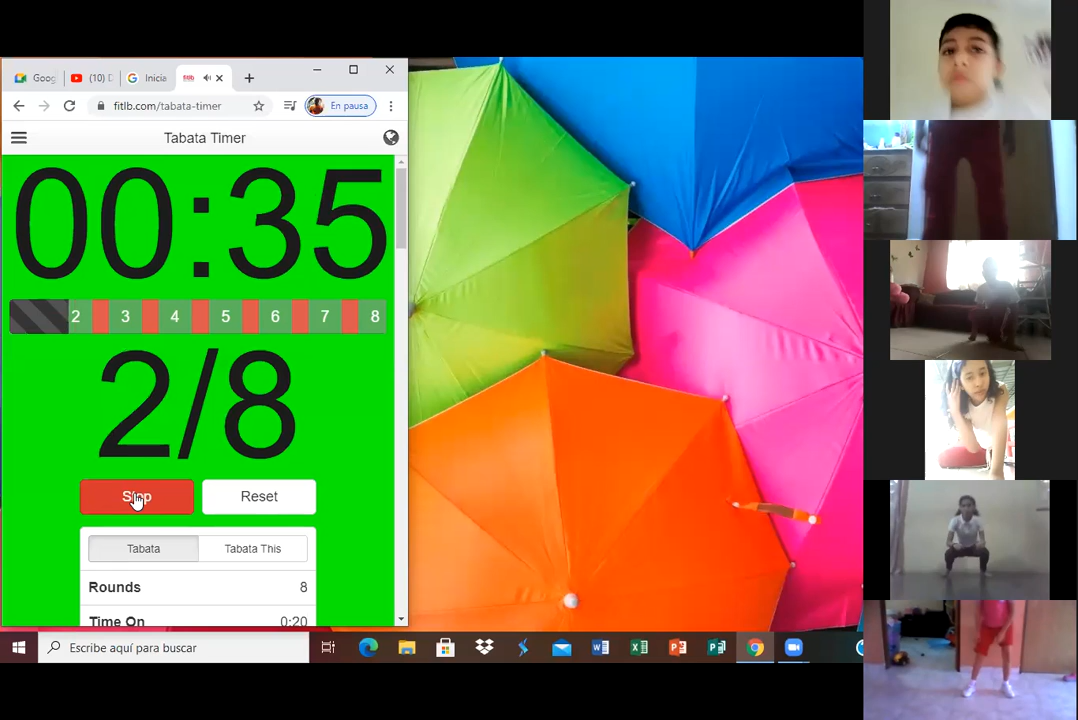 Goog
(10) D
Inicia
fitlb.com/tabata-timer
En pausa
Tabata Timer
00:35
2 3 4 5 6 7 8
2/8
Stop
Reset
Tabata
Tabata This
Rounds 8
Time On 0:20
Escribe aquí para buscar